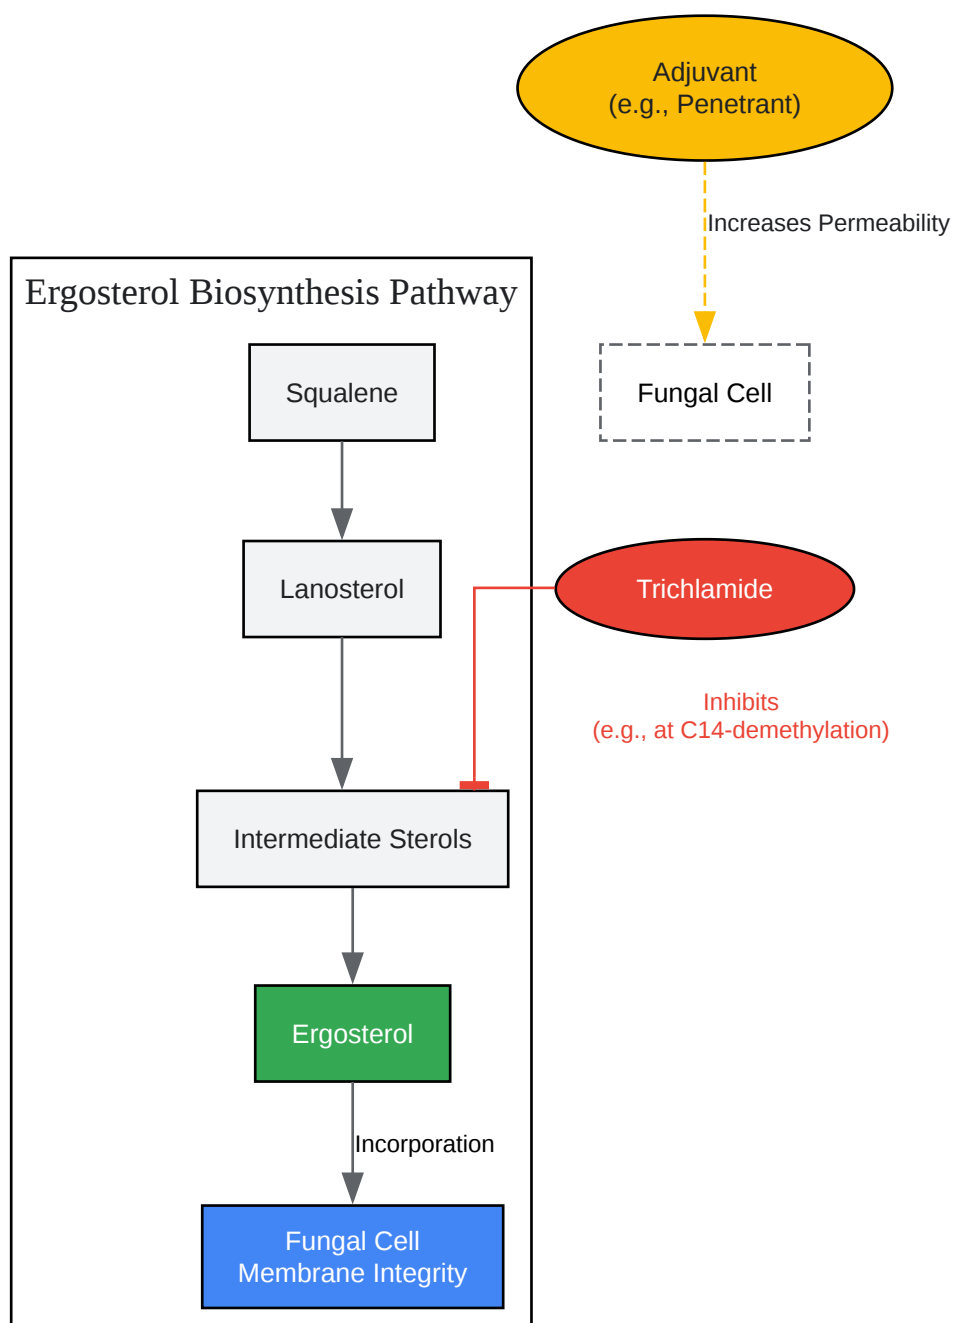 Adjuvant
(e.g., Penetrant)
Increases Permeability
Ergosterol Biosynthesis Pathway
Squalene
Fungal Cell
Lanosterol
Trichlamide
Inhibits
(e.g., at C14-demethylation)
Intermediate Sterols
Ergosterol
Incorporation
Fungal Cell
Membrane Integrity